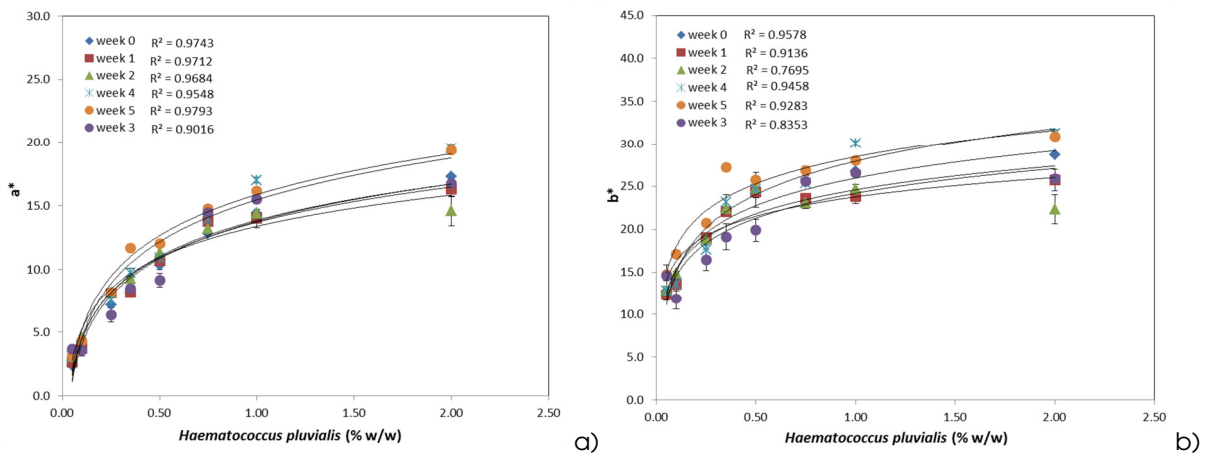 30.0
25.0
20.0
15.0
10.0
5.0
0.0
a*
week 0 R² = 0.9743
week 1 R² = 0.9712
week 2 R² = 0.9684
week 4 R² = 0.9548
week 5 R² = 0.9793
week 3 R² = 0.9016
0.00 0.50 1.00 1.50 2.00 2.50
Haematococcus pluvialis (% w/w)
a)
45.0
40.0
35.0
30.0
25.0
20.0
15.0
10.0
5.0
0.0
b*
week 0 R² = 0.9578
week 1 R² = 0.9136
week 2 R² = 0.7695
week 4 R² = 0.9458
week 5 R² = 0.9283
week 3 R² = 0.8353
0.00 0.50 1.00 1.50 2.00 2.50
Haematococcus pluvialis (% w/w)
b)